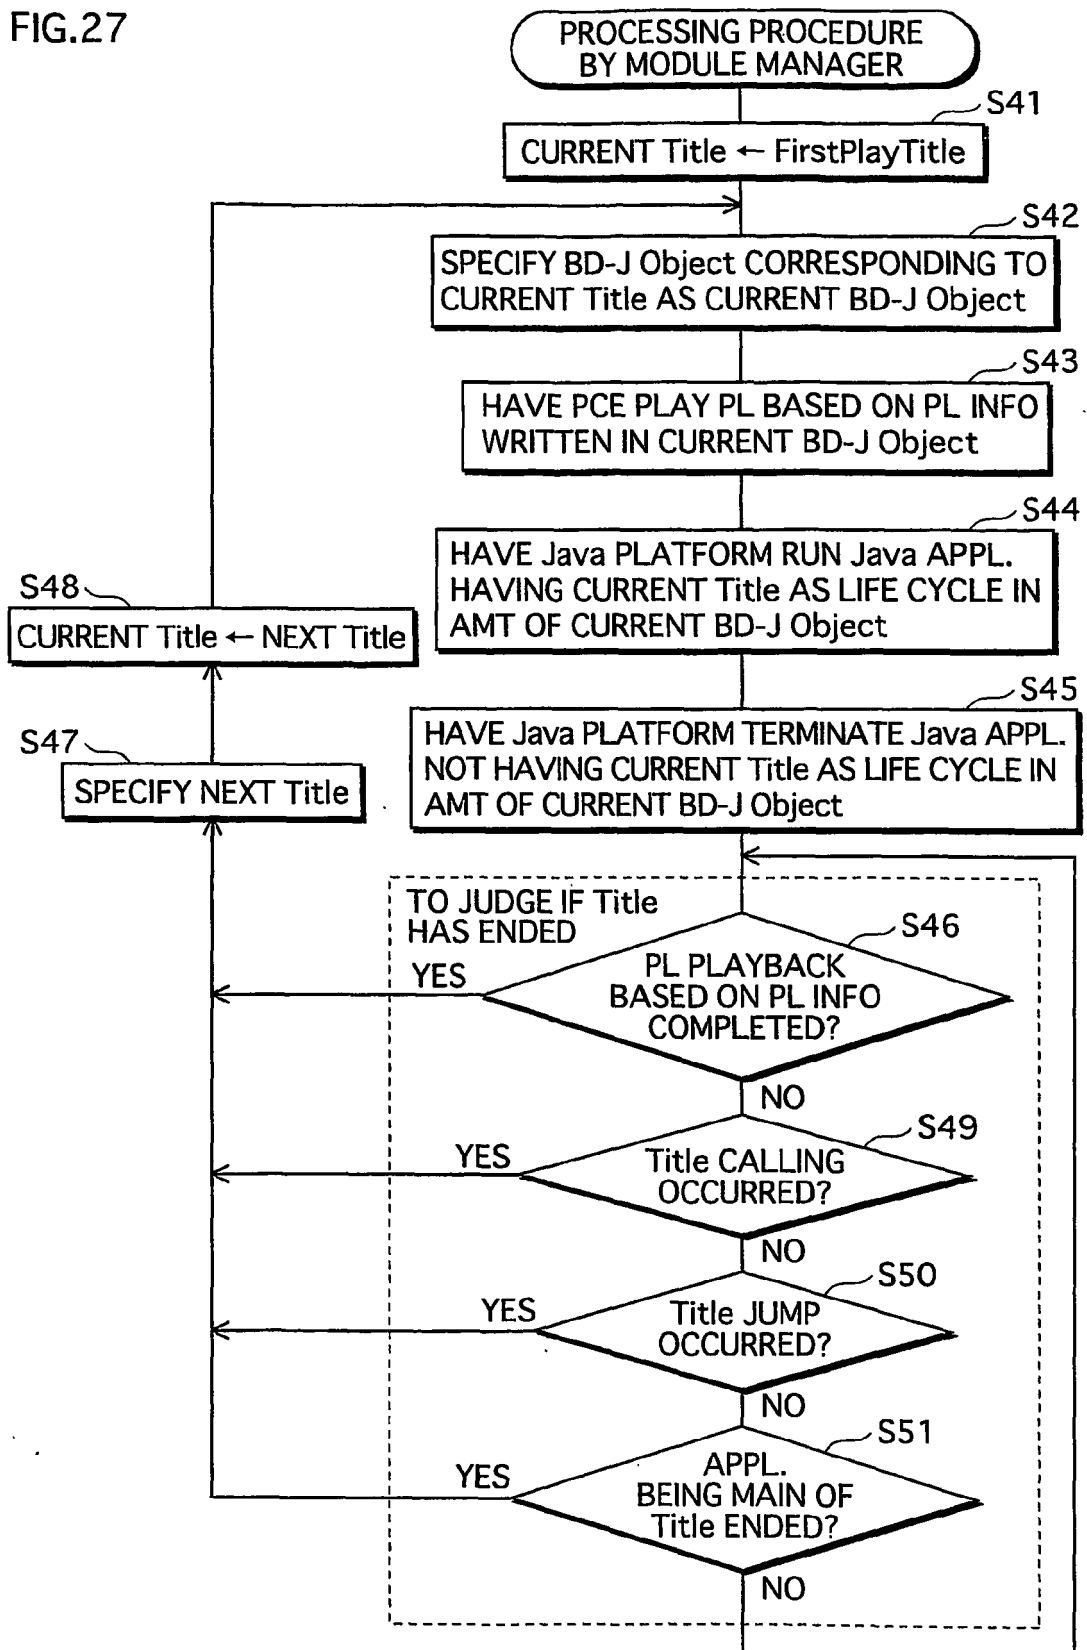 FIG.27
PROCESSING PROCEDURE
BY MODULE MANAGER
S41
CURRENT Title ← FirstPlayTitle
S42
SPECIFY BD-J Object CORRESPONDING TO
CURRENT Title AS CURRENT BD-J Object
S43
HAVE PCE PLAY PL BASED ON PL INFO
WRITTEN IN CURRENT BD-J Object
S44
HAVE Java PLATFORM RUN Java APPL.
HAVING CURRENT Title AS LIFE CYCLE IN
AMT OF CURRENT BD-J Object
S48
CURRENT Title ← NEXT Title
S45
HAVE Java PLATFORM TERMINATE Java APPL.
NOT HAVING CURRENT Title AS LIFE CYCLE IN
AMT OF CURRENT BD-J Object
S47
SPECIFY NEXT Title
TO JUDGE IF Title
HAS ENDED
S46
PL PLAYBACK
BASED ON PL INFO
COMPLETED?
YES
NO
S49
Title CALLING
OCCURRED?
YES
NO
S50
Title JUMP
OCCURRED?
YES
NO
S51
APPL.
BEING MAIN OF
Title ENDED?
YES
NO